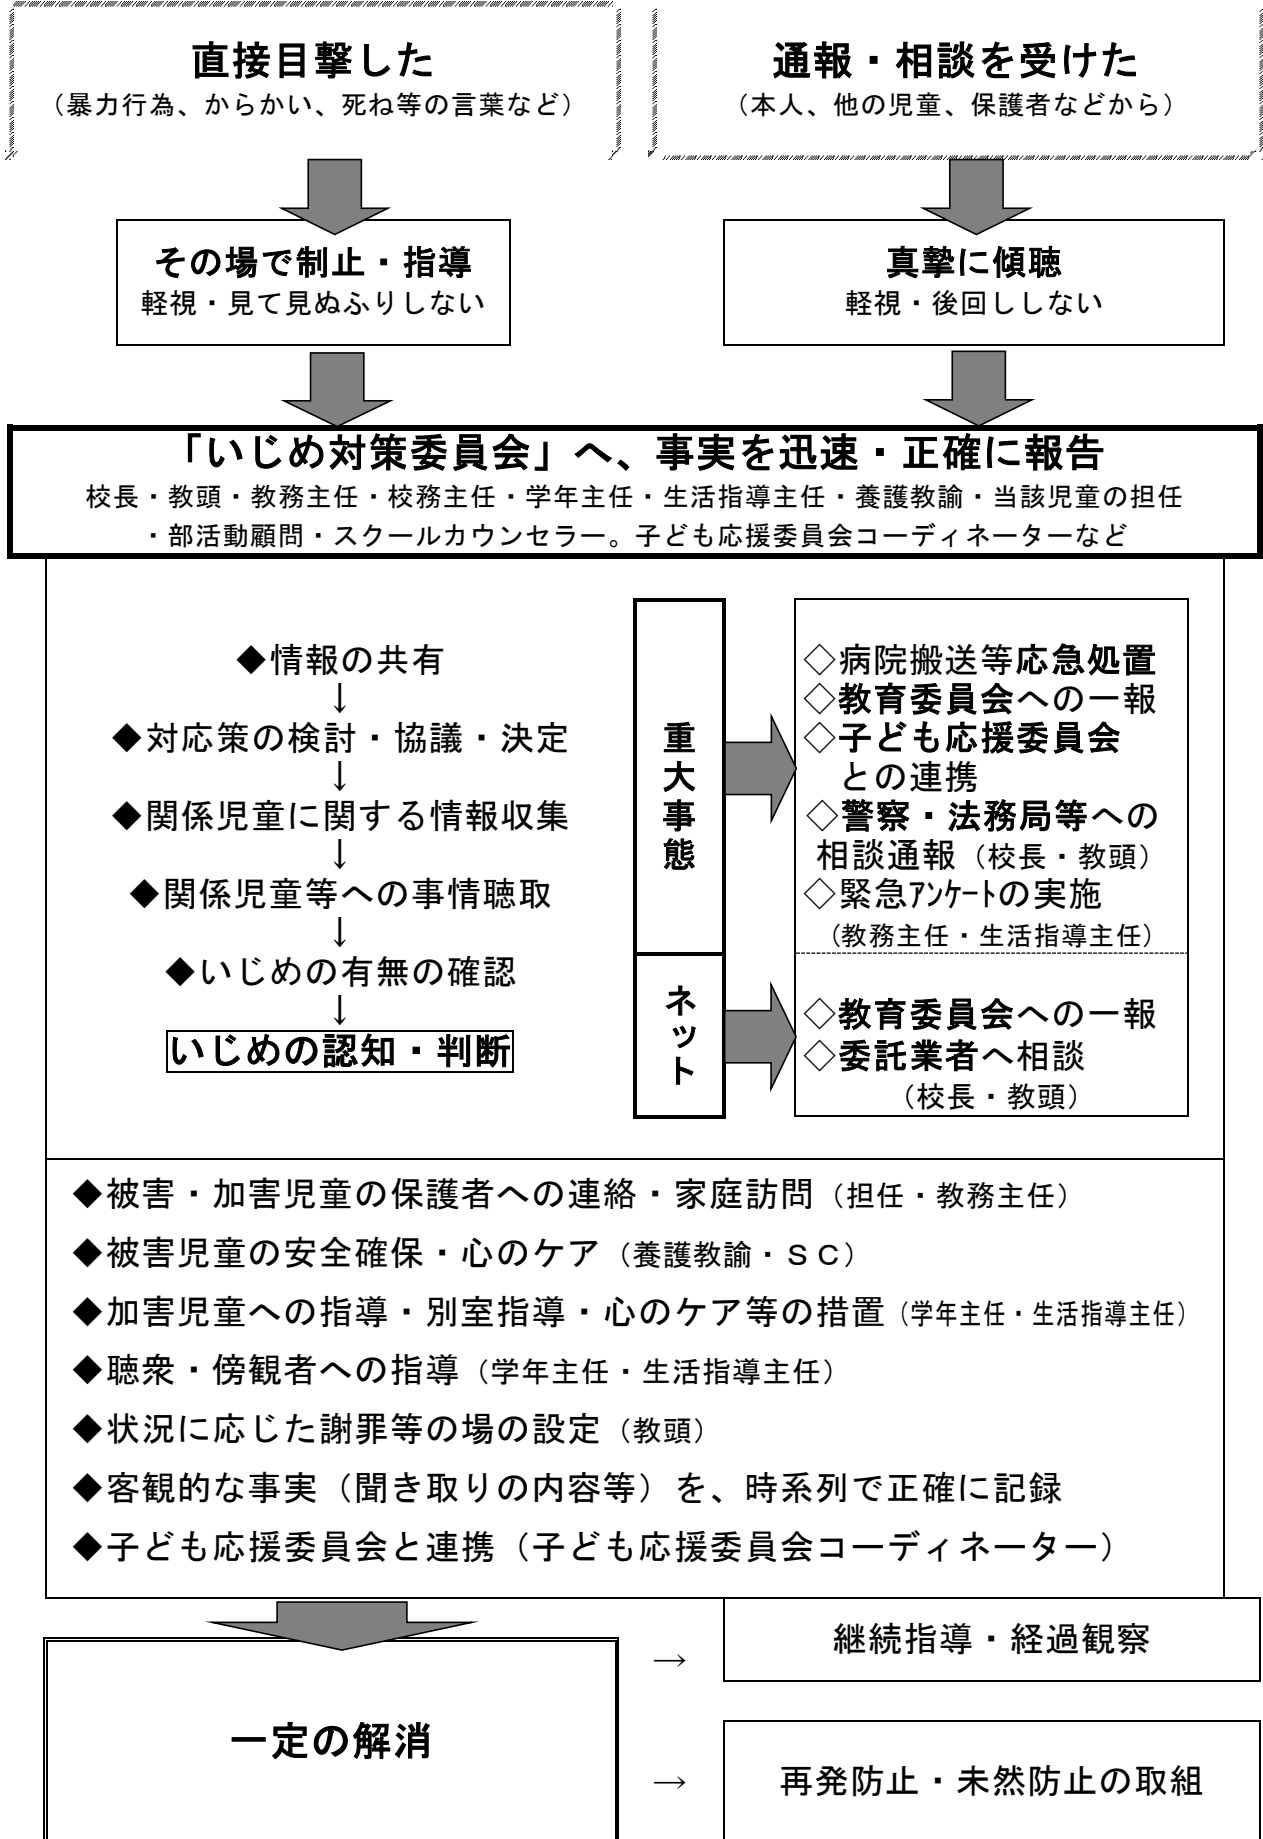 直接目撃した
（暴力行為、からかい、死ね等の言葉など）
通報・相談を受けた
（本人、他の児童、保護者などから）
その場で制止・指導
軽視・見て見ぬふりしない
真摯に傾聴
軽視・後回ししない
「いじめ対策委員会」へ、事実を迅速・正確に報告
校長・教頭・教務主任・校務主任・学年主任・生活指導主任・養護教諭・当該児童の担任
・部活動顧問・スクールカウンセラー。子ども応援委員会コーディネーターなど
◆情報の共有
↓
◆対応策の検討・協議・決定
↓
◆関係児童に関する情報収集
↓
◆関係児童等への事情聴取
↓
◆いじめの有無の確認
↓
いじめの認知・判断
重大事態
◇病院搬送等応急処置
◇教育委員会への一報
◇子ども応援委員会
との連携
◇警察・法務局等への
相談通報（校長・教頭）
◇緊急ｱﾝｹｰﾄの実施
（教務主任・生活指導主任）
ネット
◇教育委員会への一報
◇委託業者へ相談
（校長・教頭）
◆被害・加害児童の保護者への連絡・家庭訪問（担任・教務主任）
◆被害児童の安全確保・心のケア（養護教諭・ＳＣ）
◆加害児童への指導・別室指導・心のケア等の措置（学年主任・生活指導主任）
◆聴衆・傍観者への指導（学年主任・生活指導主任）
◆状況に応じた謝罪等の場の設定（教頭）
◆客観的な事実（聞き取りの内容等）を、時系列で正確に記録
◆子ども応援委員会と連携（子ども応援委員会コーディネーター）
一定の解消
→
継続指導・経過観察
→
再発防止・未然防止の取組